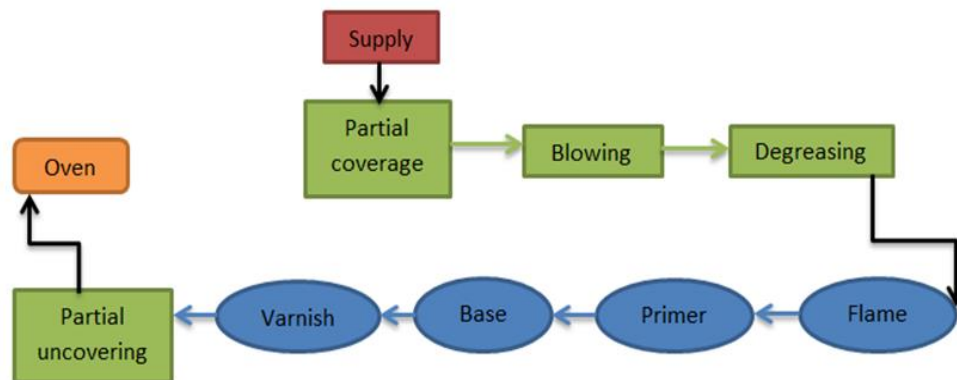 Supply
Partial
coverage
Blowing
Degreasing
Oven
Flame
Primer
Base
Varnish
Partial
uncovering